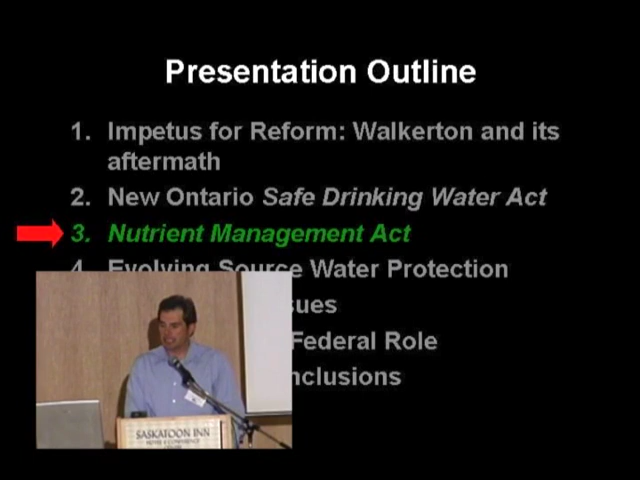 Presentation Outline
1. Impetus for Reform: Walkerton and its
aftermath
2. New Ontario Safe Drinking Water Act
3. Nutrient Management Act
4. Evolving Source Water Protection
sues
Federal Role
nclusions
SASKATOON INN